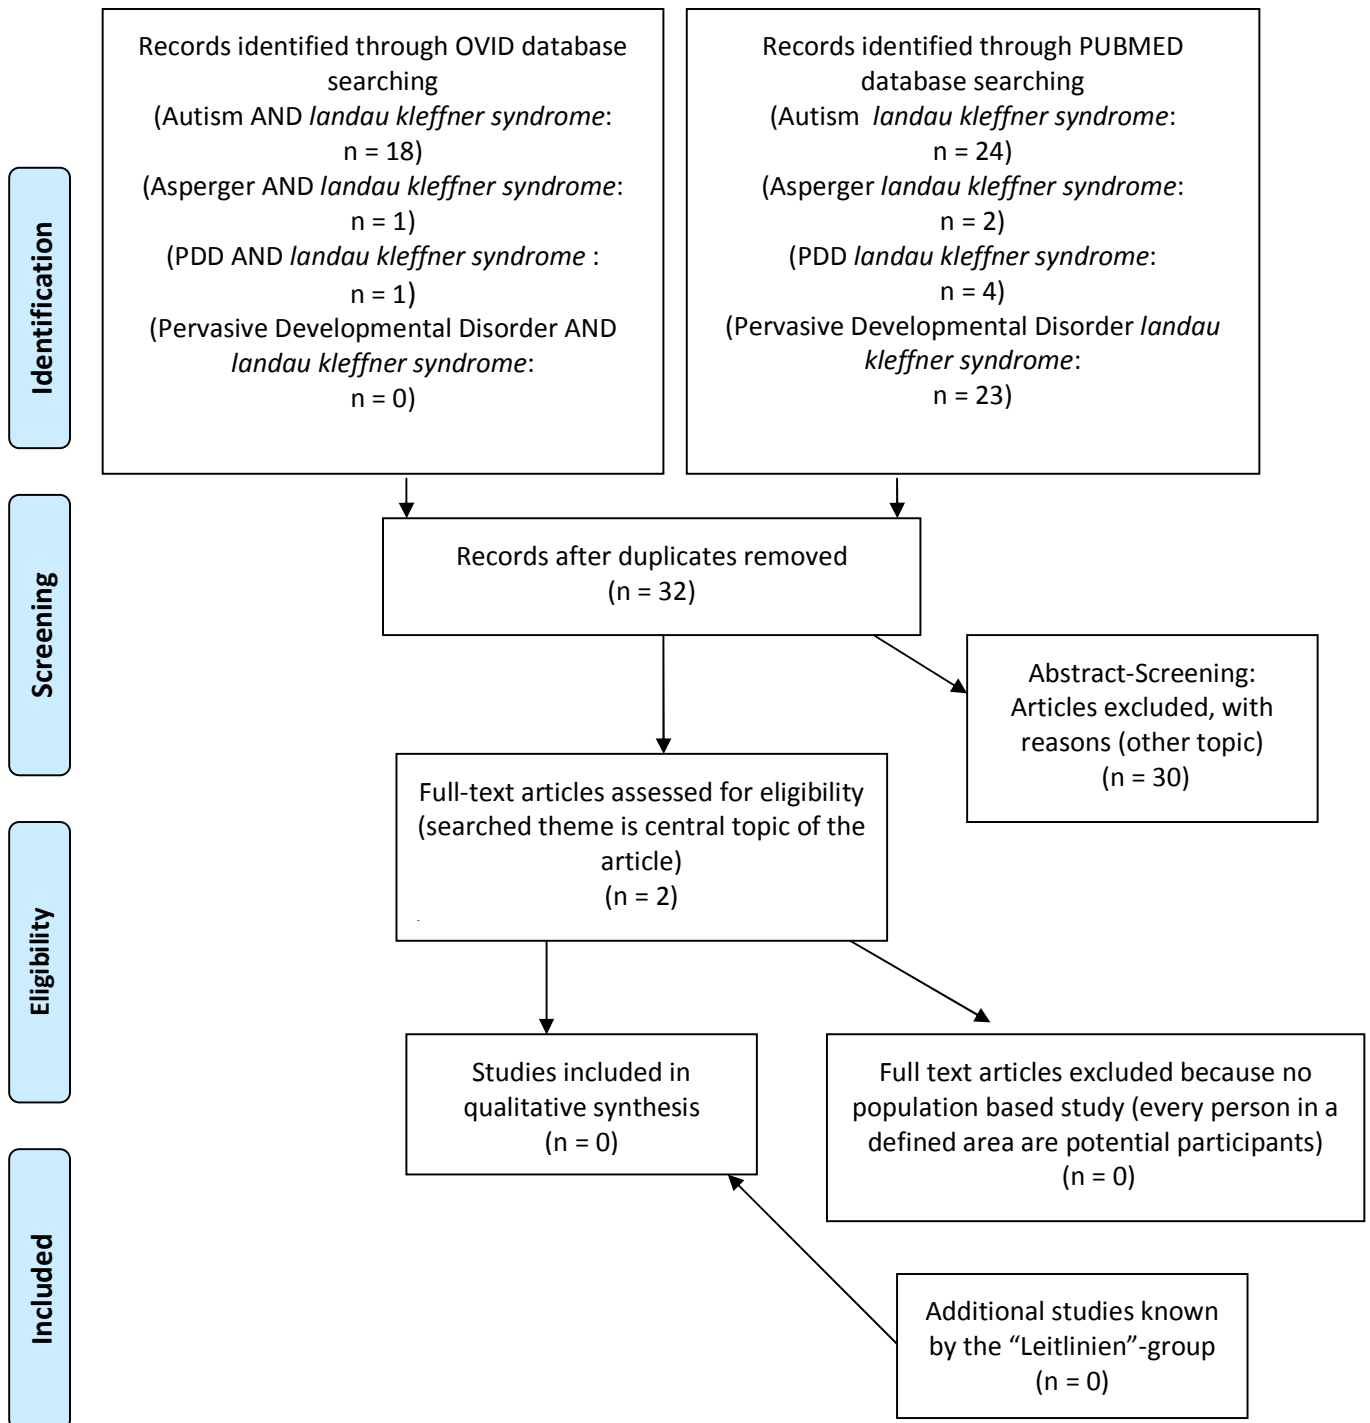 Records identified through OVID database
searching
(Autism AND landau kleffner syndrome:
n = 18)
(Asperger AND landau kleffner syndrome:
n = 1)
(PDD AND landau kleffner syndrome :
n = 1)
(Pervasive Developmental Disorder AND
landau kleffner syndrome:
n = 0)
Records identified through PUBMED
database searching
(Autism landau kleffner syndrome:
n = 24)
(Asperger landau kleffner syndrome:
n = 2)
(PDD landau kleffner syndrome:
n = 4)
(Pervasive Developmental Disorder landau
kleffner syndrome:
n = 23)
Identification
Records after duplicates removed
(n = 32)
Screening
Abstract-Screening:
Articles excluded, with
reasons (other topic)
(n = 30)
Full-text articles assessed for eligibility
(searched theme is central topic of the
article)
(n = 2)
Eligibility
Studies included in
qualitative synthesis
(n = 0)
Full text articles excluded because no
population based study (every person in a
defined area are potential participants)
(n = 0)
Included
Additional studies known
by the “Leitlinien”-group
(n = 0)